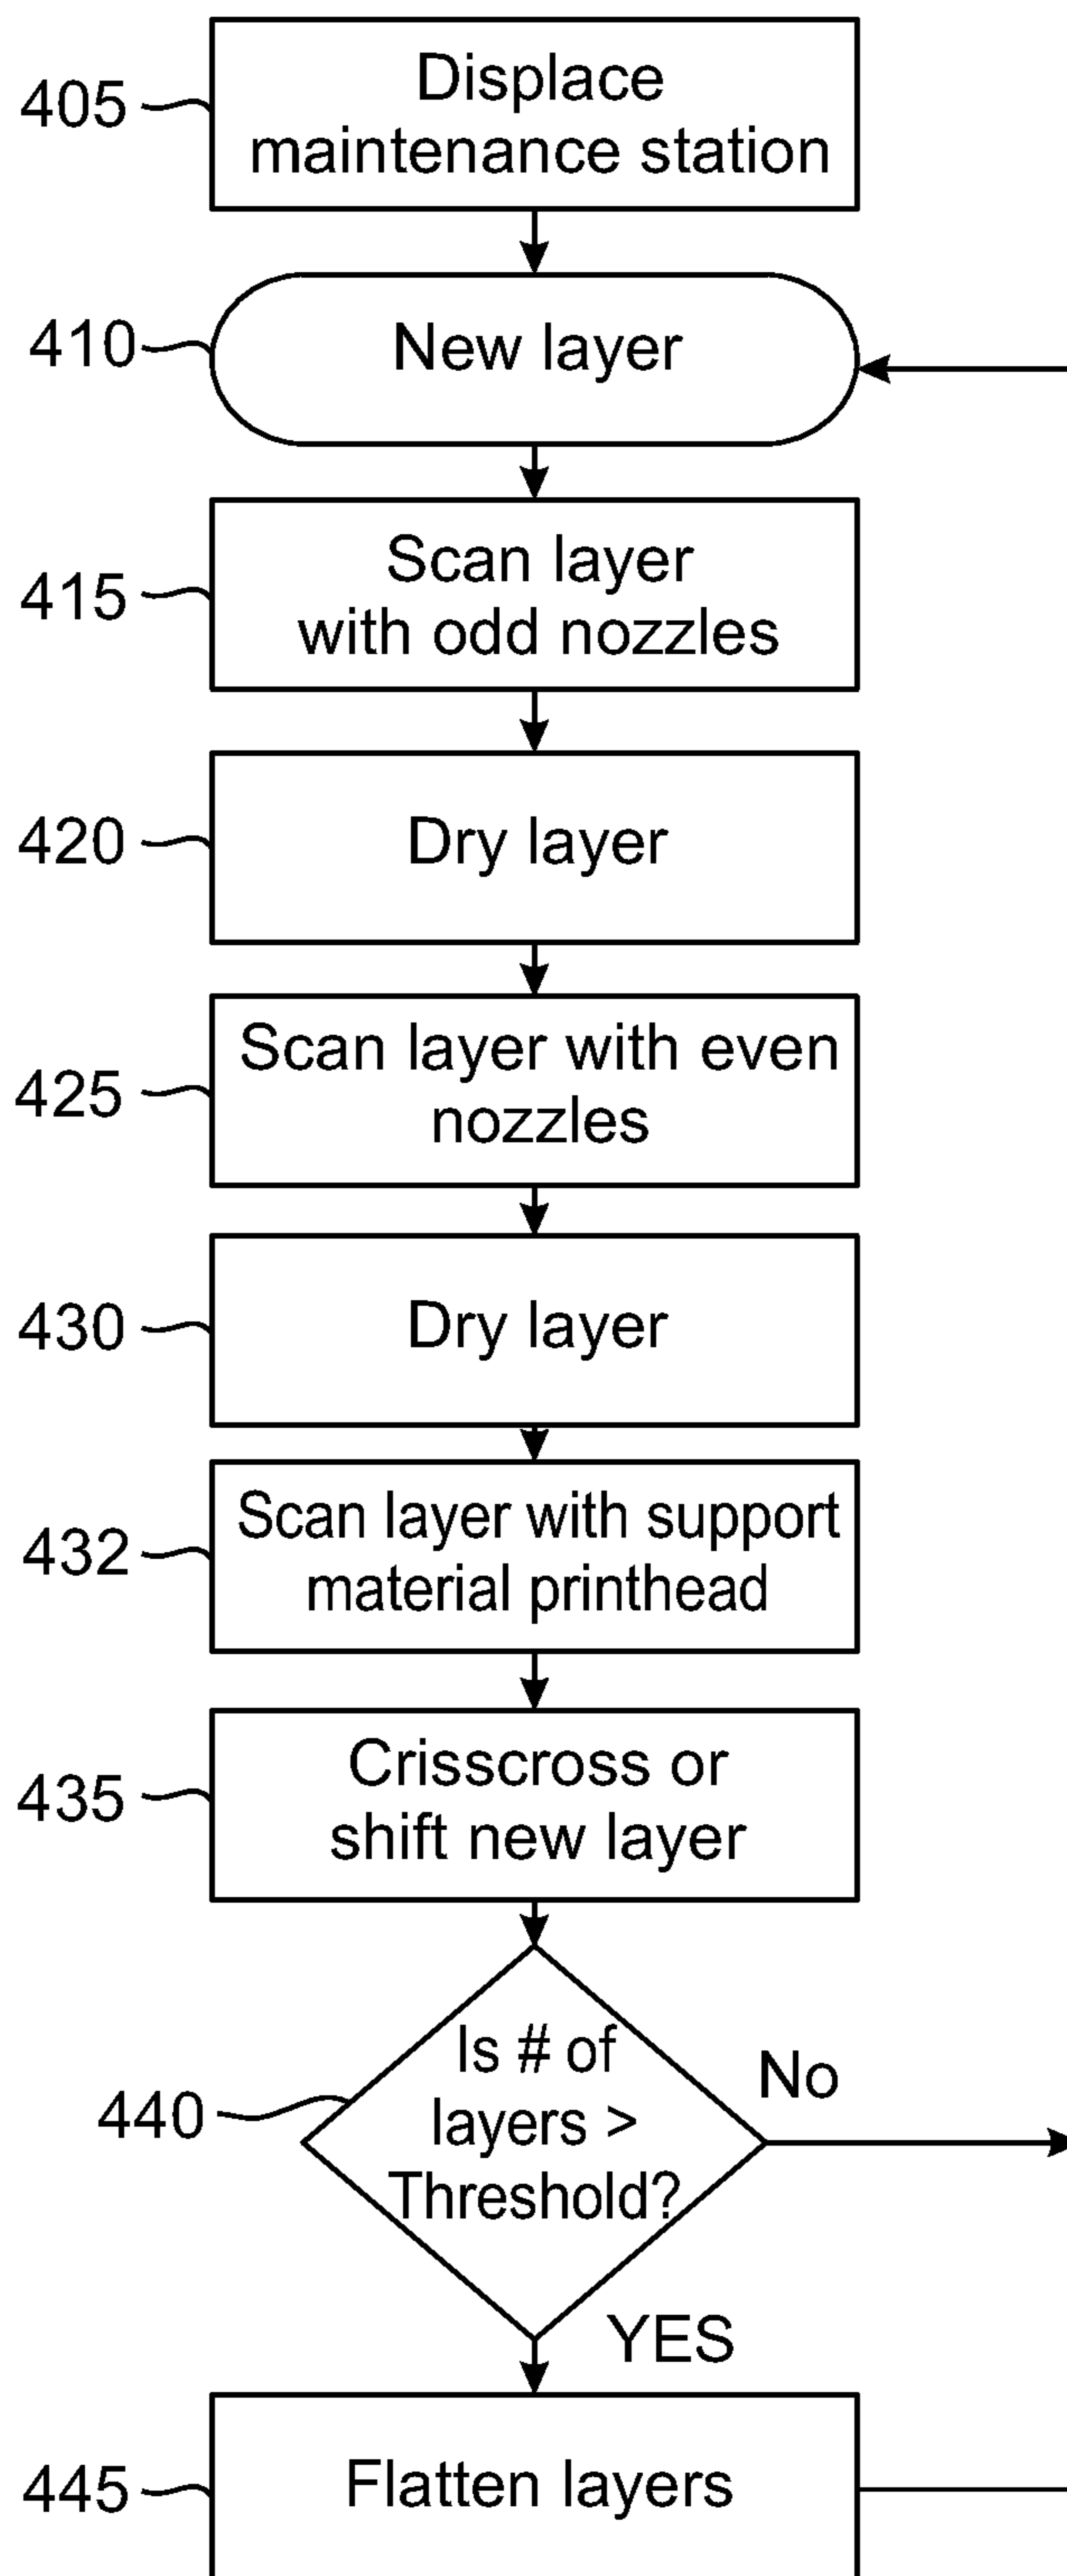 405
Displace
maintenance station
410
New layer
415
Scan layer
with odd nozzles
420
Dry layer
425
Scan layer with even
nozzles
430
Dry layer
432
Scan layer with support
material printhead
435
Crisscross or
shift new layer
440
Is # of
layers >
Threshold?
No
YES
445
Flatten layers